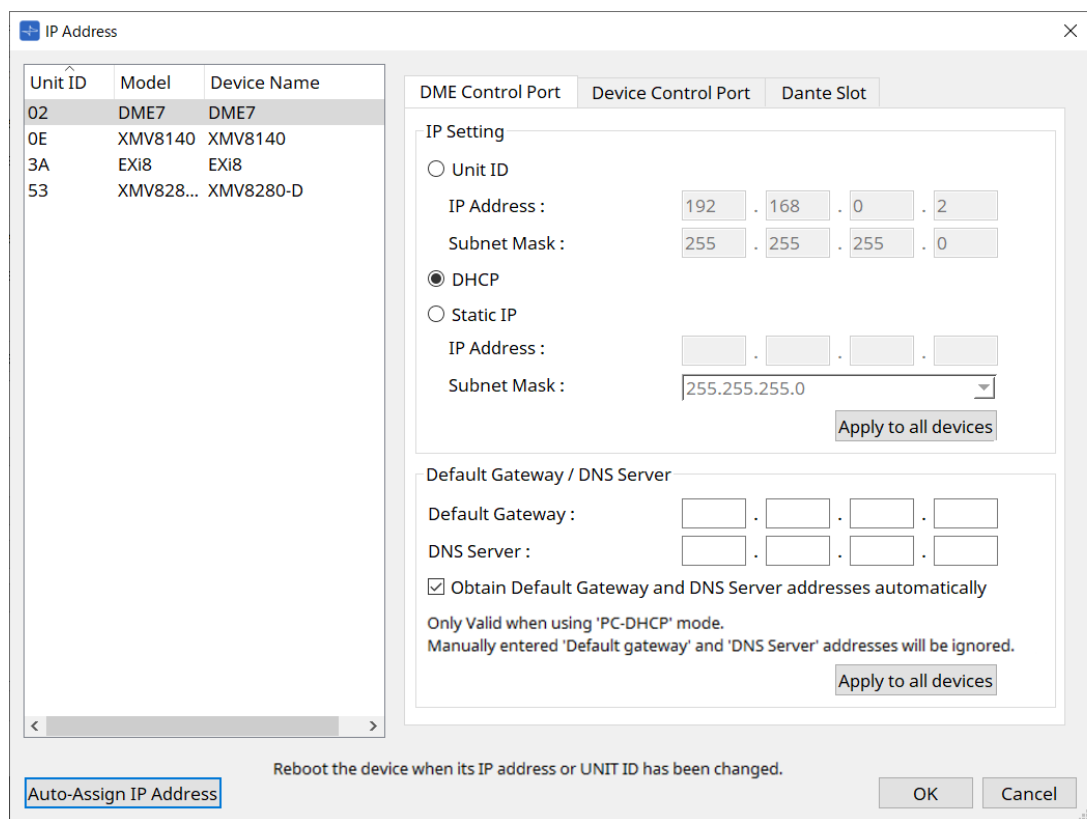 IP Address
Unit ID Model Device Name
02 DME7 DME7
0E XMV8140 XMV8140
3A EXi8 EXi8
53 XMV828... XMV8280-D
DME Control Port Device Control Port Dante Slot
IP Setting
Unit ID
IP Address : 192 . 168 . 0 . 2
Subnet Mask : 255 . 255 . 255 . 0
DHCP
Static IP
IP Address : . . .
Subnet Mask : 255.255.255.0
Apply to all devices
Default Gateway / DNS Server
Default Gateway : . . .
DNS Server : . . .
Obtain Default Gateway and DNS Server addresses automatically
Only Valid when using 'PC-DHCP' mode.
Manually entered 'Default gateway' and 'DNS Server' addresses will be ignored.
Apply to all devices
Reboot the device when its IP address or UNIT ID has been changed.
Auto-Assign IP Address OK Cancel